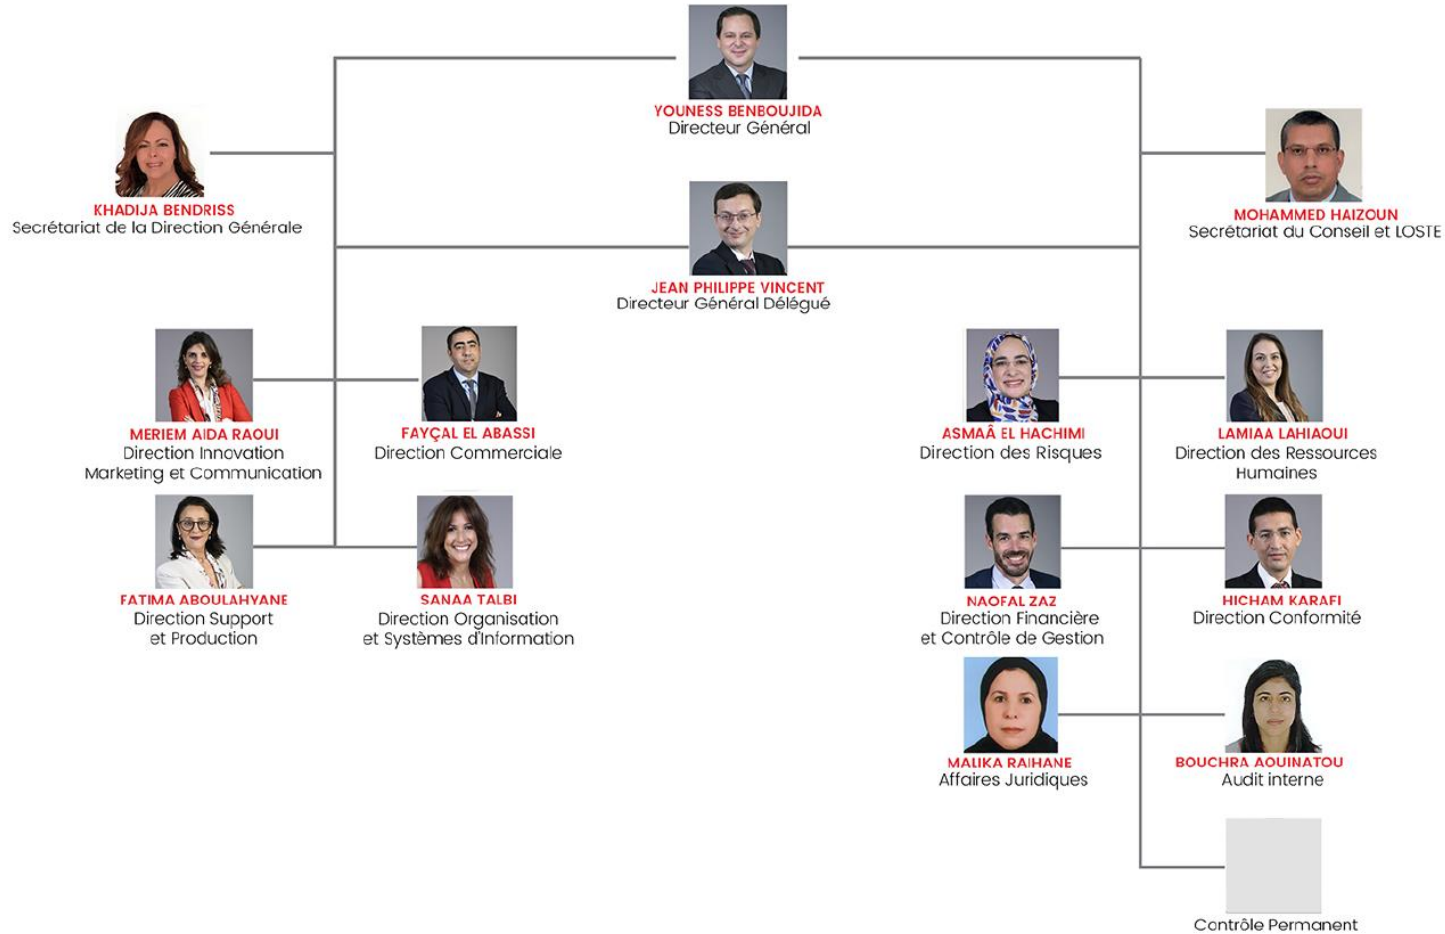 YOUNESS BENBOUJIDA
Directeur Général
KHADIJA BENDRISS
Secrétariat de la Direction Générale
MOHAMMED HAIZOUN
Secrétariat du Conseil et LOSTE
JEAN PHILIPPE VINCENT
Directeur Général Délégué
MERIEM AIDA RAOUI
Direction Innovation
Marketing et Communication
FAYÇAL EL ABASSI
Direction Commerciale
ASMAÂ EL HACHIMI
Direction des Risques
LAMIAA LAHIAOUI
Direction des Ressources
Humaines
FATIMA ABOULAHYANE
Direction Support
et Production
SANAA TALBI
Direction Organisation
et Systèmes d'Information
NAOFAL ZAZ
Direction Financière
et Contrôle de Gestion
HICHAM KARAFI
Direction Conformité
MALIKA RAIHANE
Affaires Juridiques
BOUCHRA AOUINATOU
Audit interne
Contrôle Permanent